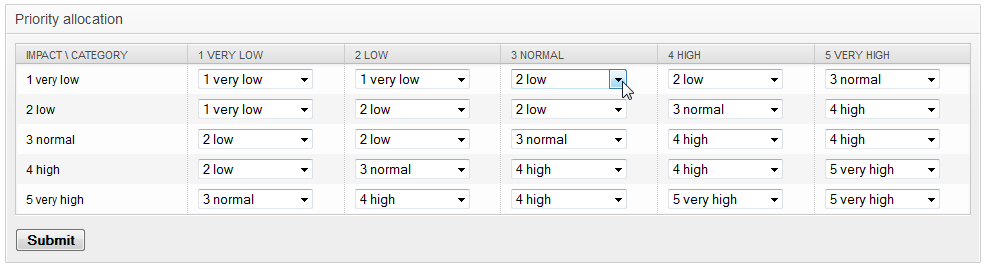 Priority allocation
IMPACT \ CATEGORY 1 VERY LOW 2 LOW 3 NORMAL 4 HIGH 5 VERY HIGH
1 very low 1 very low 1 very low 2 low 2 low 3 normal
2 low 1 very low 2 low 2 low 3 normal 4 high
3 normal 2 low 2 low 3 normal 4 high 4 high
4 high 2 low 3 normal 4 high 4 high 5 very high
5 very high 3 normal 4 high 4 high 5 very high 5 very high
Submit